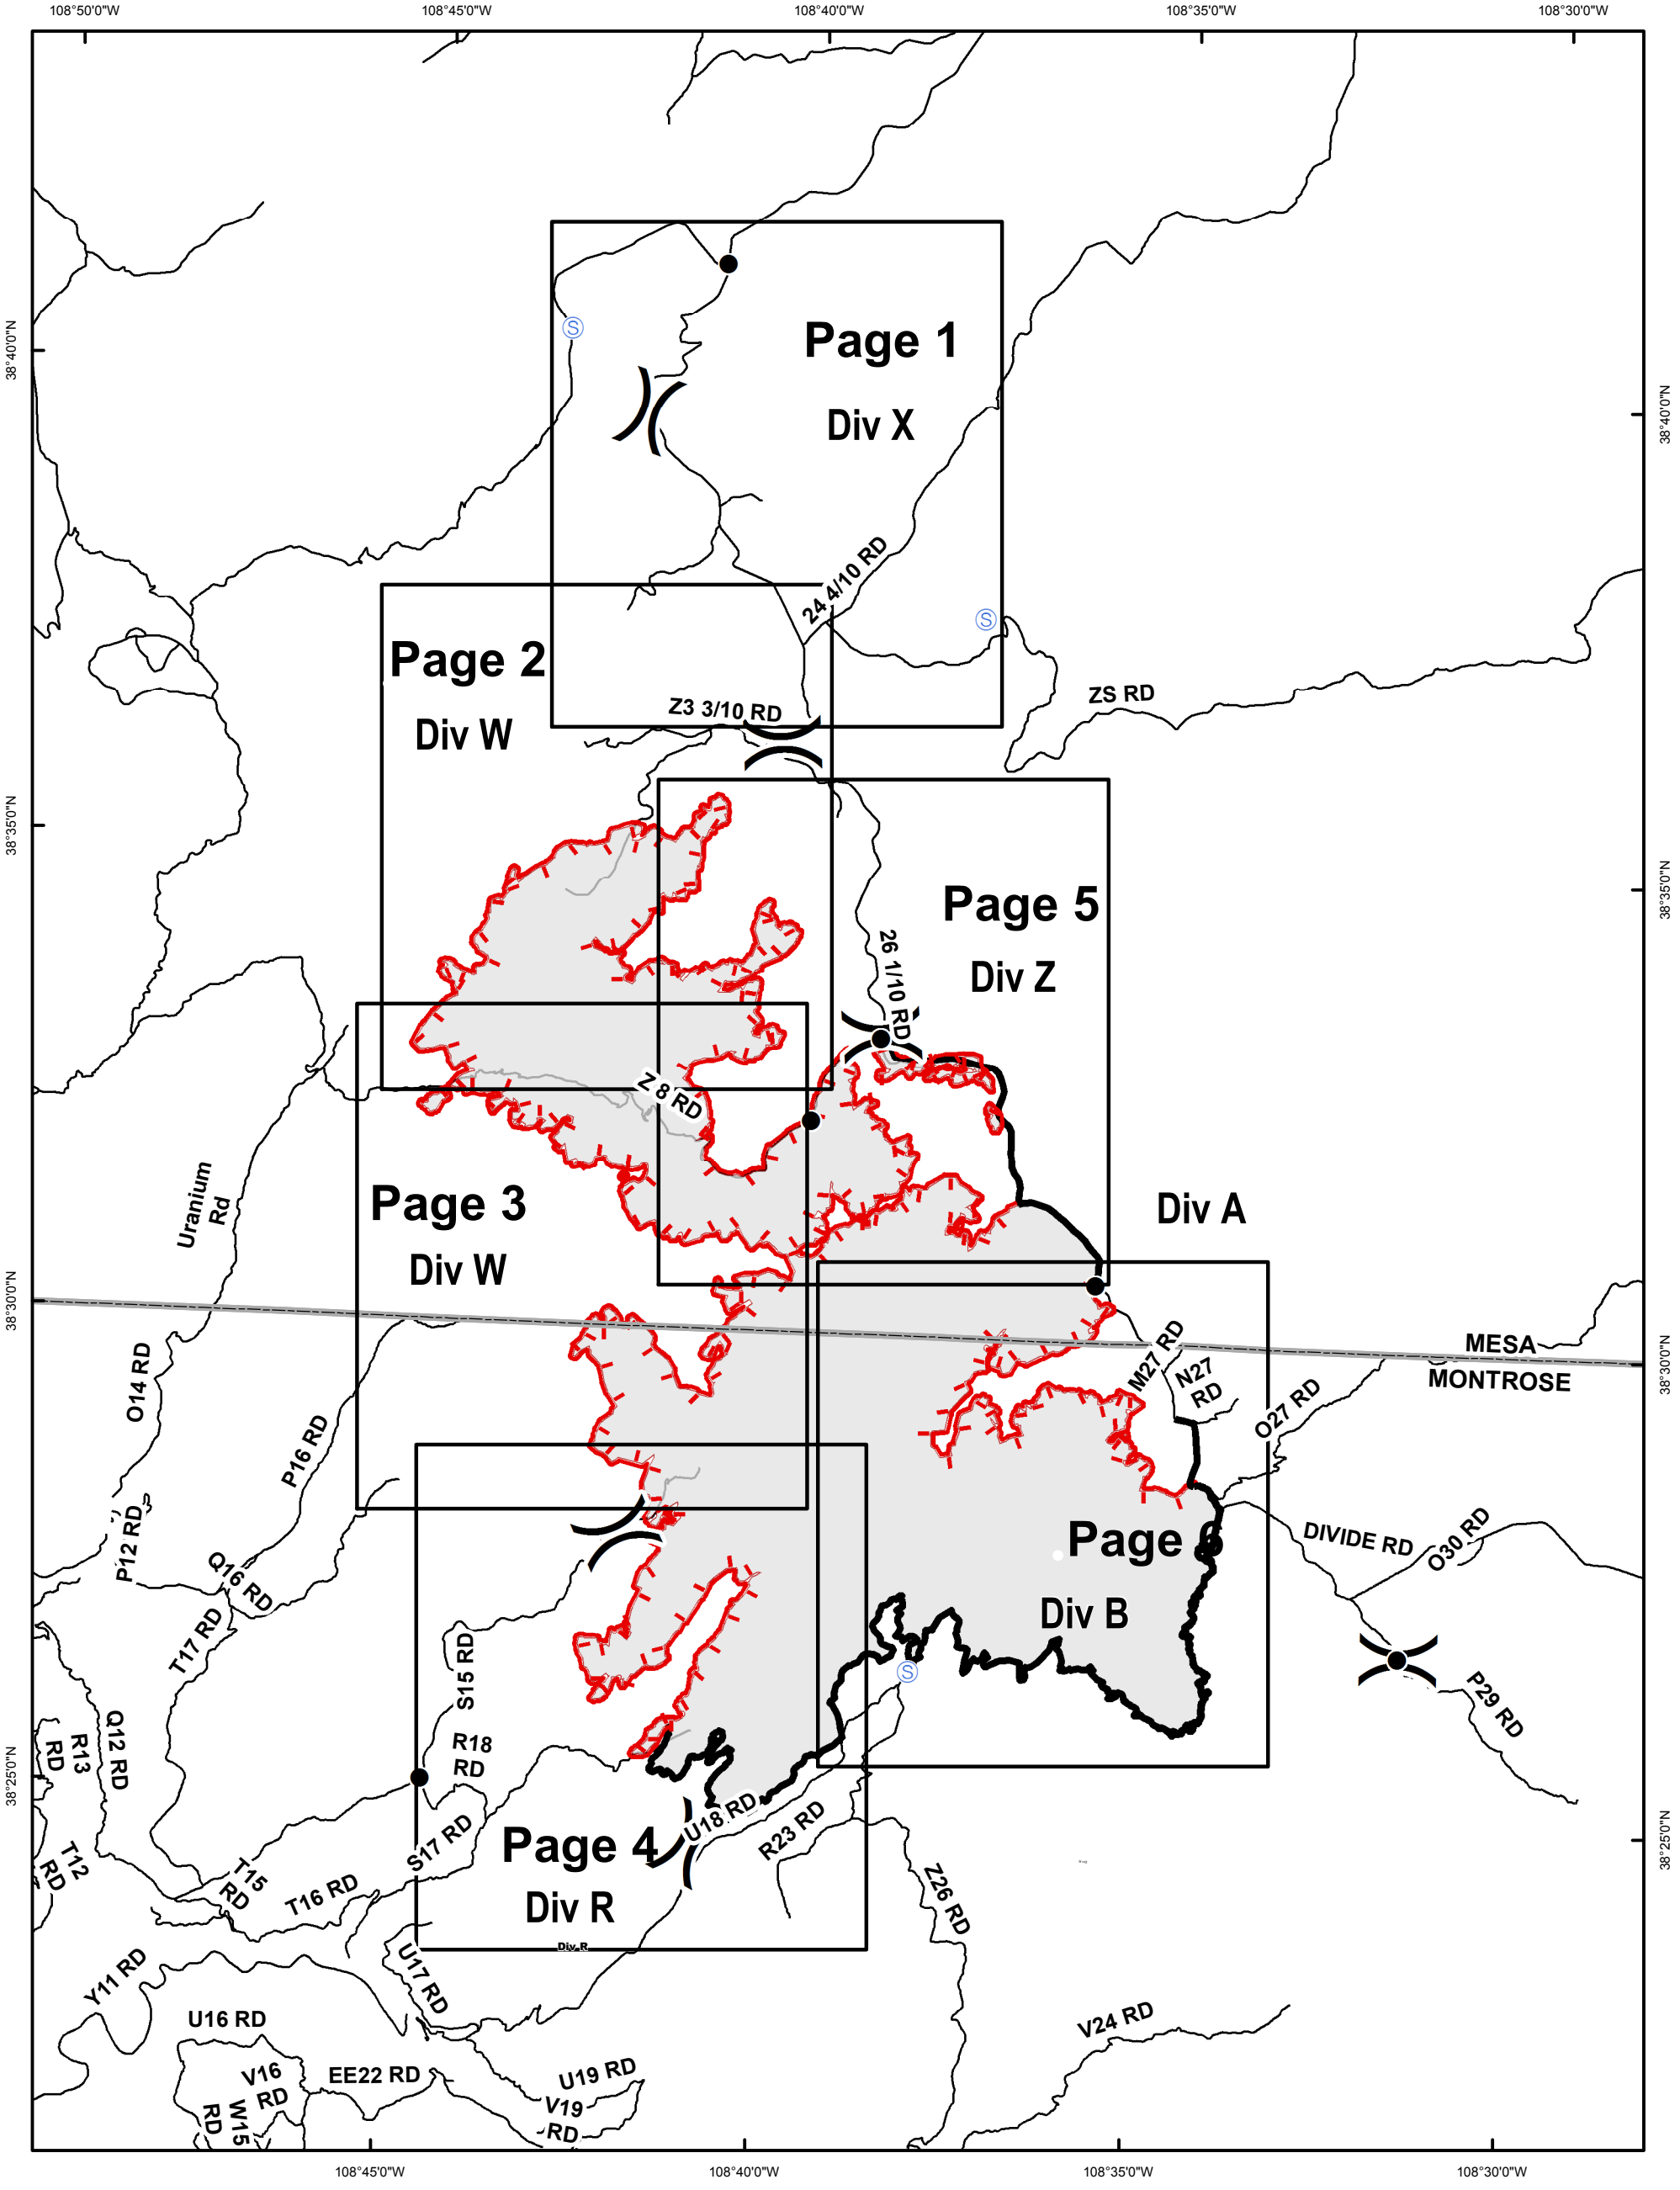 108°50'0"W
108°45'0"W
108°40'0"W
108°35'0"W
108°30'0"W
38°40'0"N
38°40'0"N
S
Page 1
Div X
24 4/10 RD
S
Page 2
Div W
Z3 3/10 RD
ZS RD
38°35'0"N
38°35'0"N
Page 5
Div Z
26 1/10 RD
Z 8 RD
Uranium
Rd
Page 3
Div W
Div A
38°30'0"N
38°30'0"N
MESA
MONTROSE
M27 RD
N27
RD
O27 RD
O14 RD
P16 RD
P12 RD
Q16 RD
T17 RD
Page 6
Div B
DIVIDE RD
O30 RD
P29 RD
S
S15 RD
R18
RD
Q12 RD
R13
RD
38°25'0"N
38°25'0"N
U18 RD
R23 RD
S17 RD
Page 4
Div R
Div R
T12
RD
T15
RD
T16 RD
Z26 RD
Y11 RD
U17 RD
U16 RD
V16
RD
W15
RD
EE22 RD
U19 RD
V19
RD
V24 RD
108°45'0"W
108°40'0"W
108°35'0"W
108°30'0"W